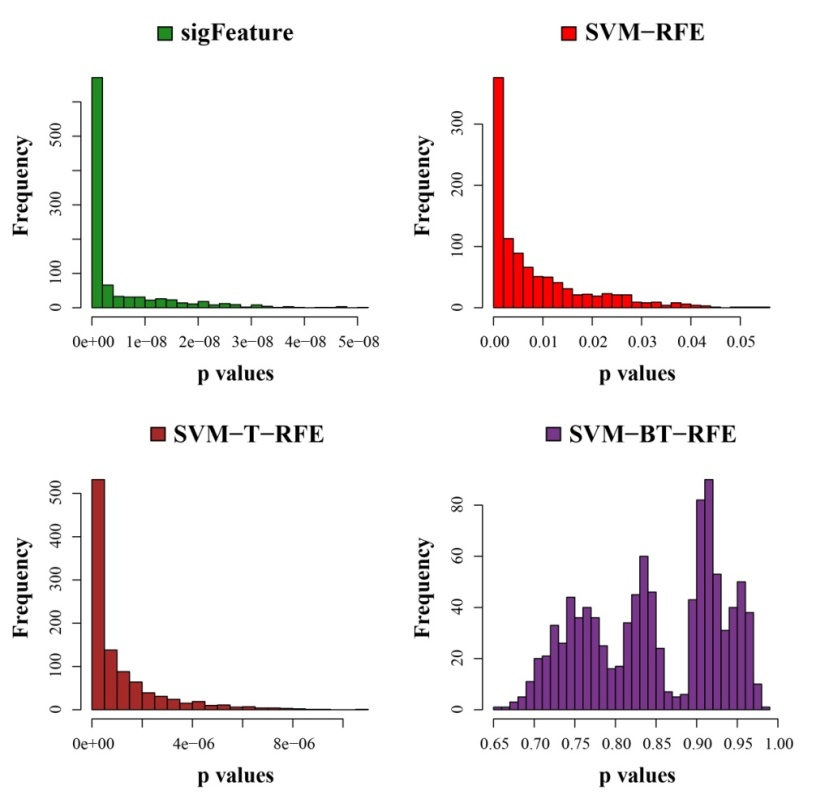 sigFeature
Frequency
0 100 300 500
0e+00 1e−08 2e−08 3e−08 4e−08 5e−08
p values
SVM−RFE
Frequency
0 100 200 300
0.00 0.01 0.02 0.03 0.04 0.05
p values
SVM−T−RFE
Frequency
0 100 200 300 400 500
0e+00 4e−06 8e−06
p values
SVM−BT−RFE
Frequency
0 20 40 60 80
0.65 0.70 0.75 0.80 0.85 0.90 0.95 1.00
p values